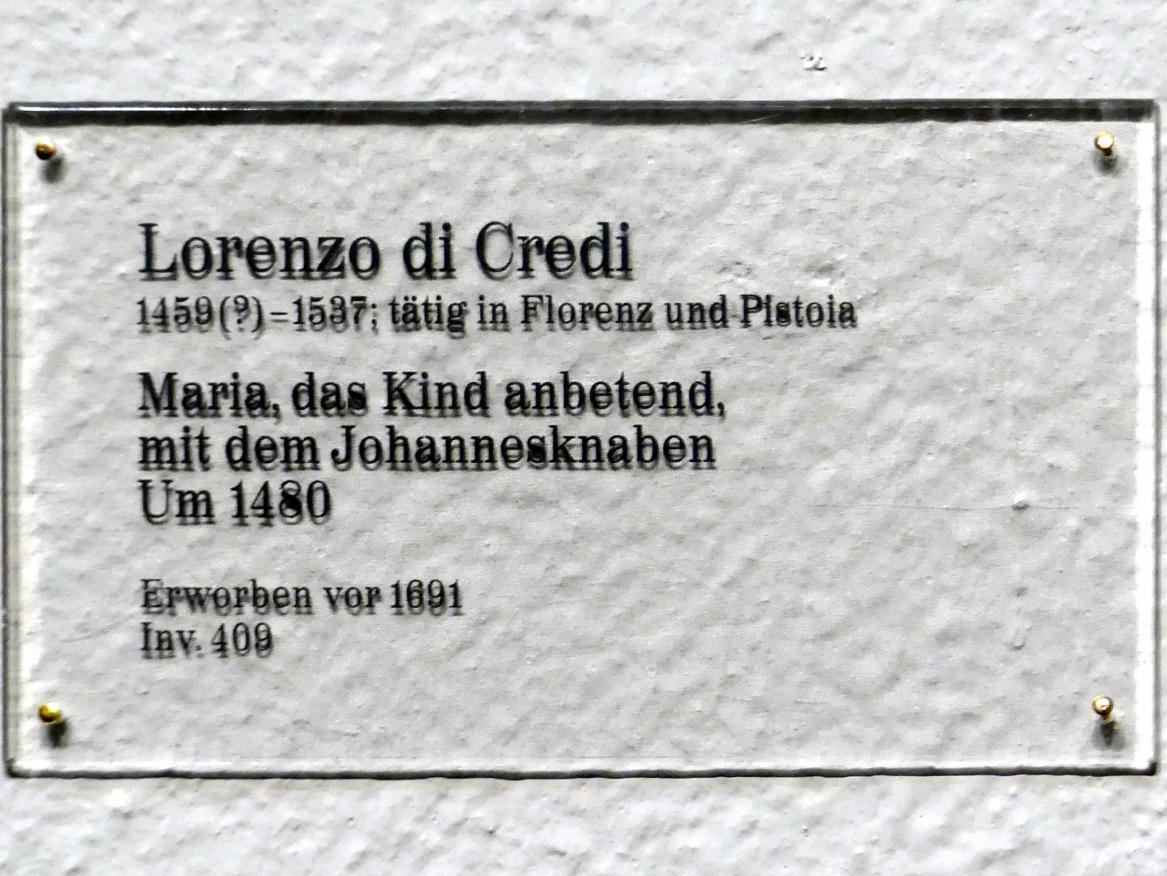 Lorenzo di Credi
1459(?)–1537; tätig in Florenz und Pistoia
Maria, das Kind anbetend,
mit dem Johannesknaben
Um 1480
Erworben vor 1691
Inv. 409